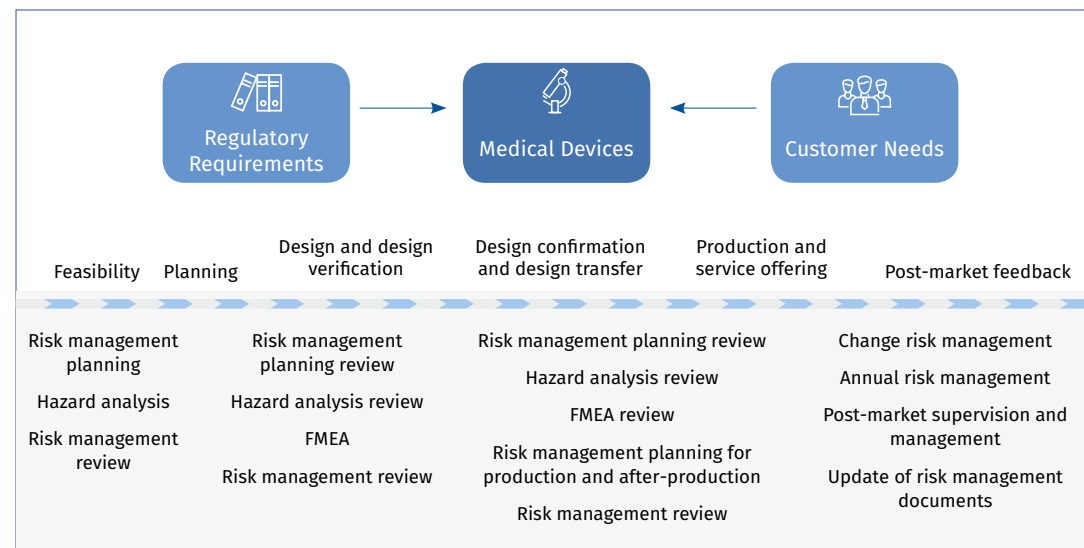 Regulatory
Requirements
Medical Devices
Customer Needs
Feasibility
Planning
Design and design
verification
Design confirmation
and design transfer
Production and
service offering
Post-market feedback
Risk management
planning
Hazard analysis
Risk management
review
Risk management
planning review
Hazard analysis review
FMEA
Risk management review
Risk management planning review
Hazard analysis review
FMEA review
Risk management planning for
production and after-production
Risk management review
Change risk management
Annual risk management
Post-market supervision and
management
Update of risk management
documents